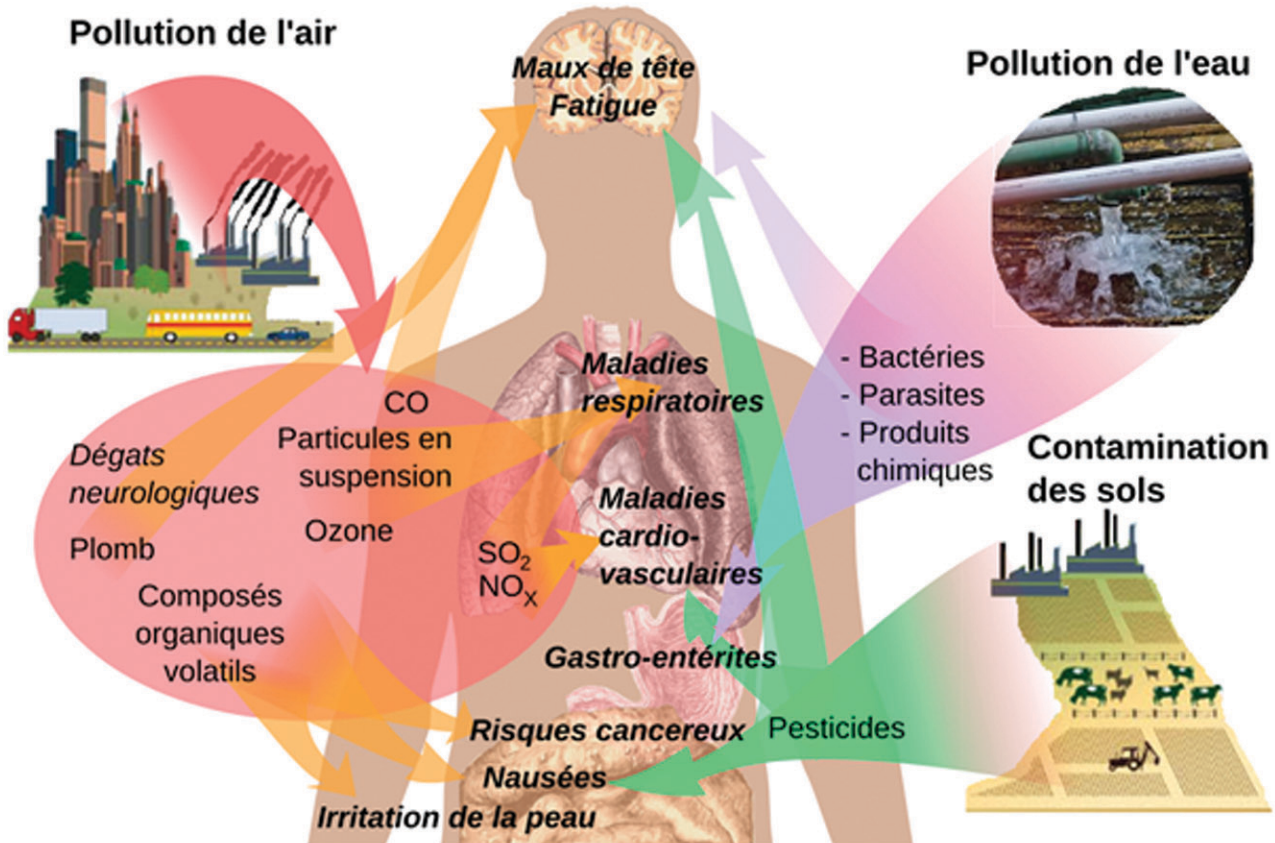 Pollution de l'air
Maux de tête
Fatigue
Pollution de l'eau
Maladies
respiratoires
- Bactéries
- Parasites
- Produits
chimiques
CO
Particules en
suspension
Dégats
neurologiques
Ozone
Plomb
SO₂
NOₓ
Composés
organiques
volatils
Maladies
cardio-
vasculaires
Contamination
des sols
Gastro-entérites
Risques cancereux
Pesticides
Nausées
Irritation de la peau